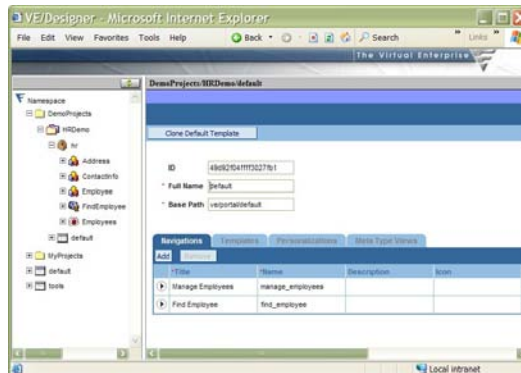 VE/Designer - Microsoft Internet Explorer
File Edit View Favorites Tools Help Back Search Links
The Virtual Enterprise
DemoProjects/HRDemo/default
Namespace
DemoProjects
HRDemo
hr
Address
ContactInfo
Employee
FindEmployee
Employees
default
MyProjects
default
tools
Clone Default Template
ID
* Full Name default
* Base Path ve/portal/default
Navigations Templates Personalizations Meta Type Views
Add Remove
*Title *Name Description Icon
Manage Employees manage_employees
Find Employee find_employee
Local intranet